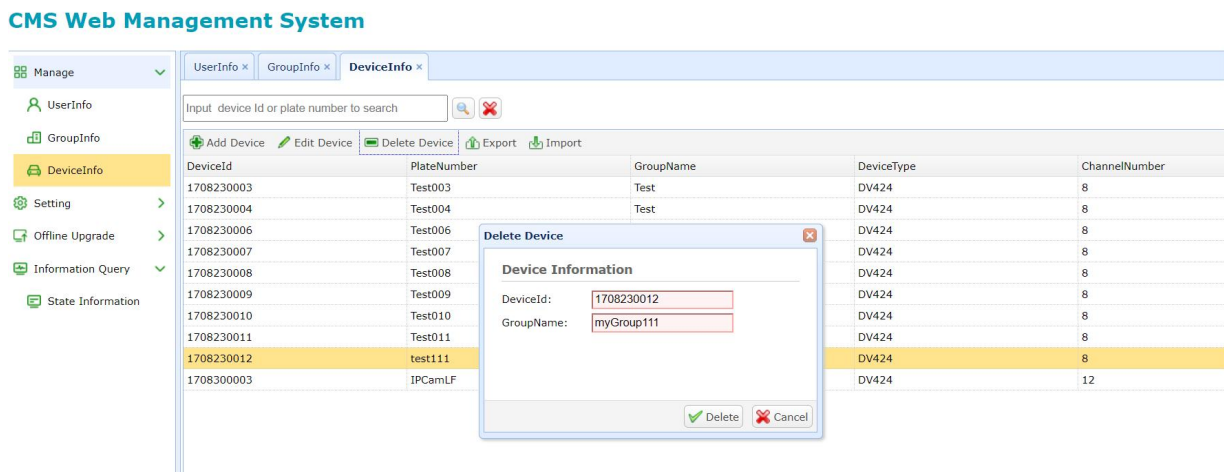 CMS Web Management System
Manage
UserInfo
GroupInfo
DeviceInfo
Setting
Offline Upgrade
Information Query
State Information
UserInfo × GroupInfo × DeviceInfo ×
Input device Id or plate number to search
Add Device Edit Device Delete Device Export Import
DeviceId PlateNumber GroupName DeviceType ChannelNumber
1708230003 Test003 Test DV424 8
1708230004 Test004 Test DV424 8
1708230006 Test006 DV424 8
1708230007 Test007 DV424 8
1708230008 Test008 DV424 8
1708230009 Test009 DV424 8
1708230010 Test010 DV424 8
1708230011 Test011 DV424 8
1708230012 test111 DV424 8
1708300003 IPCamLF DV424 12
Delete Device
Device Information
DeviceId: 1708230012
GroupName: myGroup111
Delete Cancel